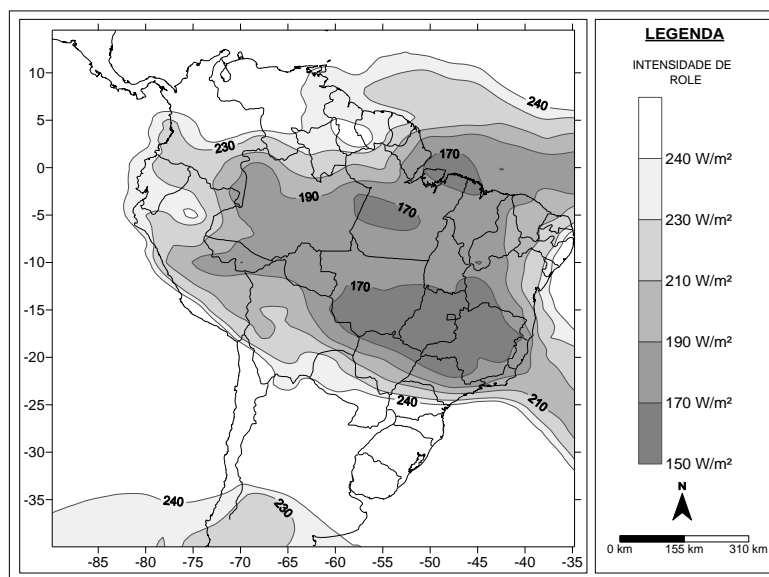 10
5
0
-5
-10
-15
-20
-25
-30
-35
-85 -80 -75 -70 -65 -60 -55 -50 -45 -40 -35
240
230
170
190
170
170
240
210
240
230
LEGENDA
INTENSIDADE DE
ROLE
240 W/m²
230 W/m²
210 W/m²
190 W/m²
170 W/m²
150 W/m²
N
0 km 155 km 310 km